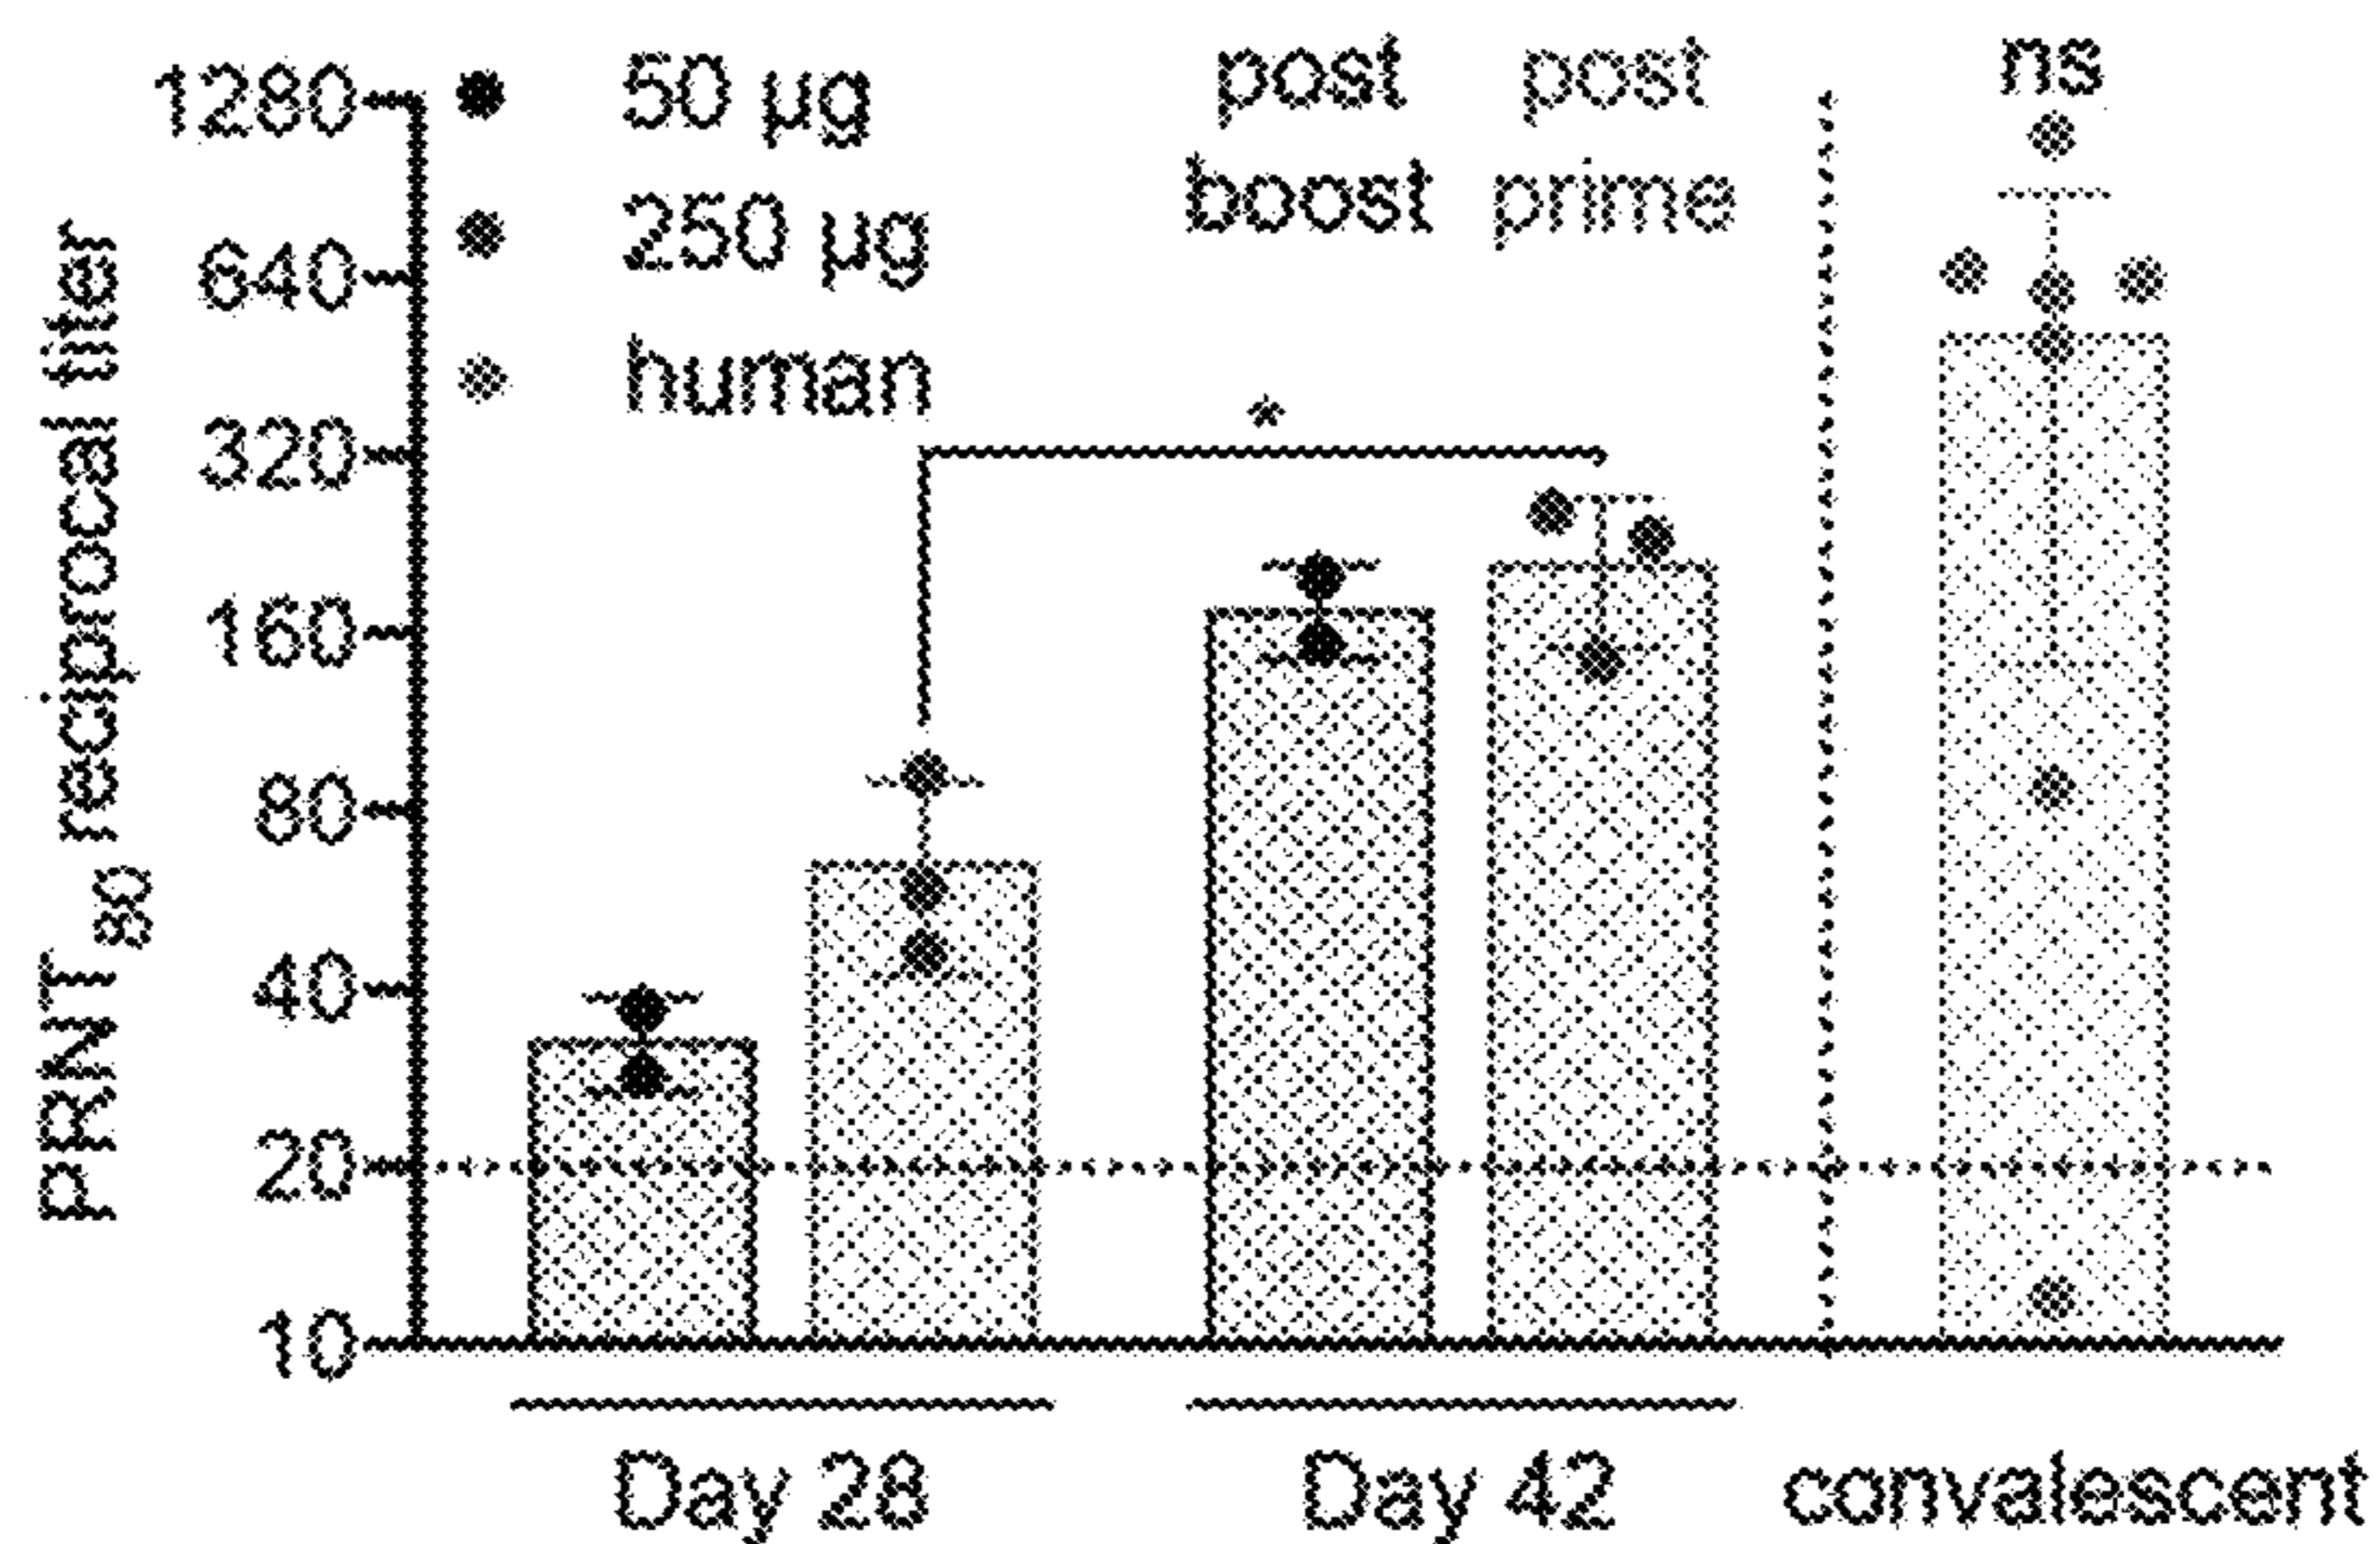 PRNT80 reciprocal titer
1280
640
320
160
80
40
20
10
50 µg
250 µg
human
post boost
post prime
ns
*
Day 28
Day 42
convalescent